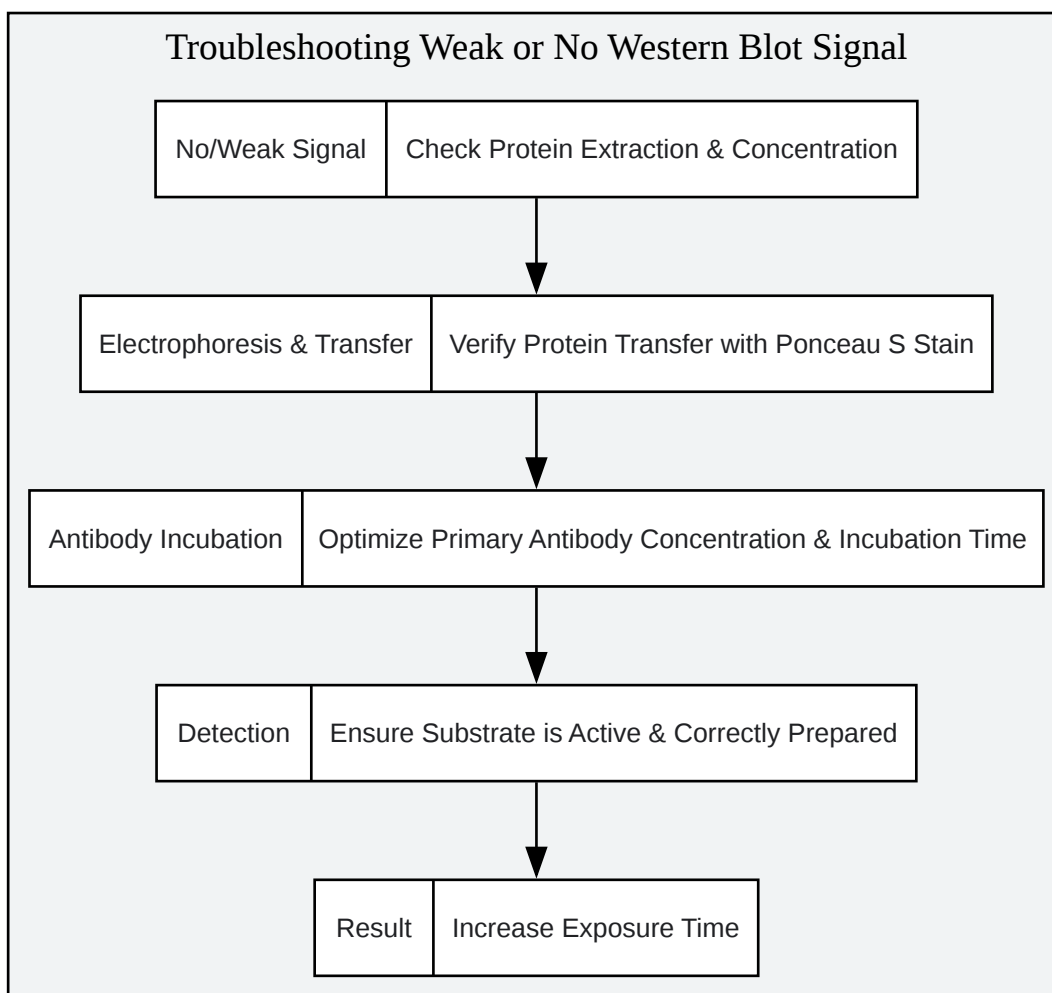 Troubleshooting Weak or No Western Blot Signal
No/Weak Signal
Check Protein Extraction & Concentration
Electrophoresis & Transfer
Verify Protein Transfer with Ponceau S Stain
Antibody Incubation
Optimize Primary Antibody Concentration & Incubation Time
Detection
Ensure Substrate is Active & Correctly Prepared
Result
Increase Exposure Time